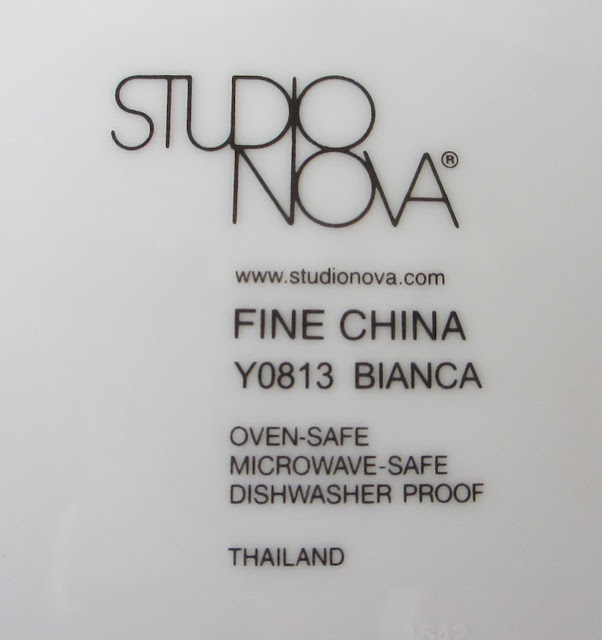 STUDIO
NOVA®
www.studionova.com
FINE CHINA
Y0813 BIANCA
OVEN-SAFE
MICROWAVE-SAFE
DISHWASHER PROOF
THAILAND